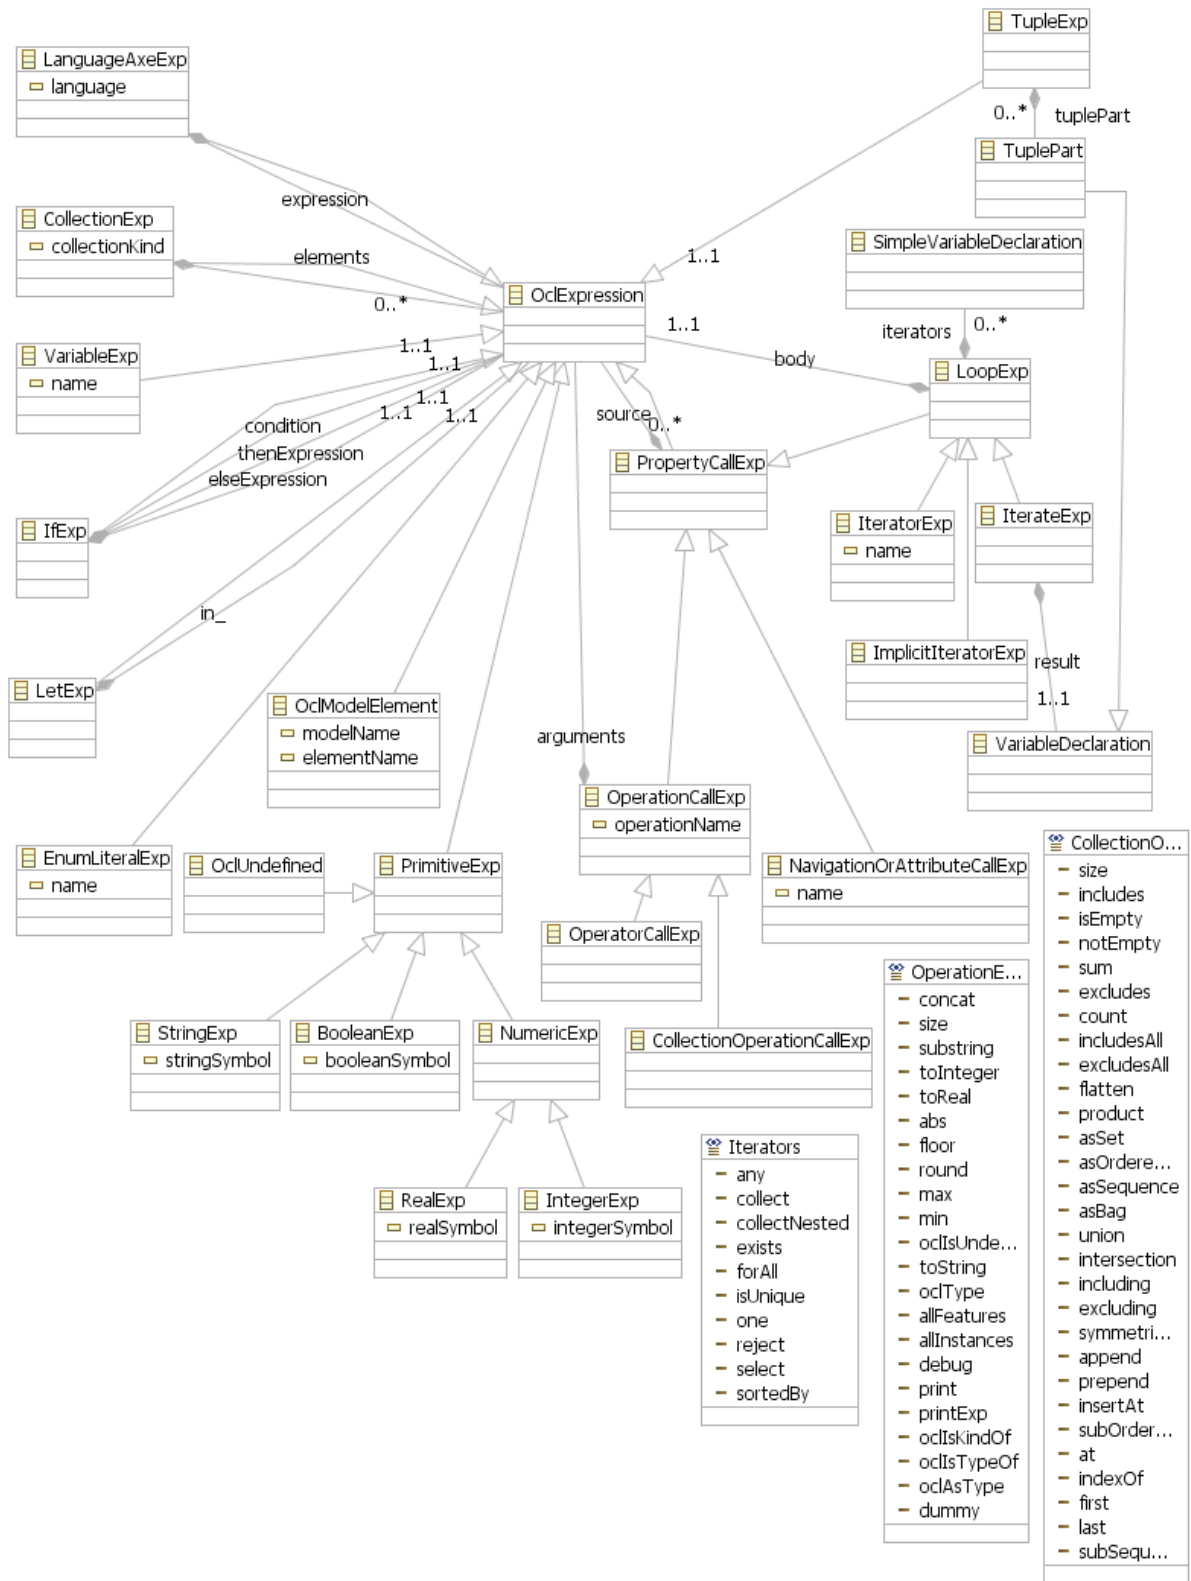 TupleExp
LanguageAxeExp
language
0..*
tuplePart
TuplePart
expression
CollectionExp
collectionKind
elements
0..*
1..1
SimpleVariableDeclaration
OclExpression
1..1
iterators
0..*
VariableExp
name
1..1
1..1
body
LoopExp
1..1
1..1
1..1
condition
thenExpression
elseExpression
source
0..*
PropertyCallExp
IfExp
IteratorExp
name
IterateExp
in_
ImplicitIteratorExp
result
1..1
LetExp
OclModelElement
modelName
elementName
arguments
VariableDeclaration
OperationCallExp
operationName
EnumLiteralExp
name
OclUndefined
PrimitiveExp
NavigationOrAttributeCallExp
name
OperatorCallExp
StringExp
stringSymbol
BooleanExp
booleanSymbol
NumericExp
CollectionOperationCallExp
RealExp
realSymbol
IntegerExp
integerSymbol
Iterators
any
collect
collectNested
exists
forAll
isUnique
one
reject
select
sortedBy
OperationE...
concat
size
substring
toInteger
toReal
abs
floor
round
max
min
oclIsUnde...
toString
oclType
allFeatures
allInstances
debug
print
printExp
oclIsKindOf
oclIsTypeOf
oclAsType
dummy
CollectionO...
size
includes
isEmpty
notEmpty
sum
excludes
count
includesAll
excludesAll
flatten
product
asSet
asOrdere...
asSequence
asBag
union
intersection
including
excluding
symmetri...
append
prepend
insertAt
subOrder...
at
indexOf
first
last
subSequ...